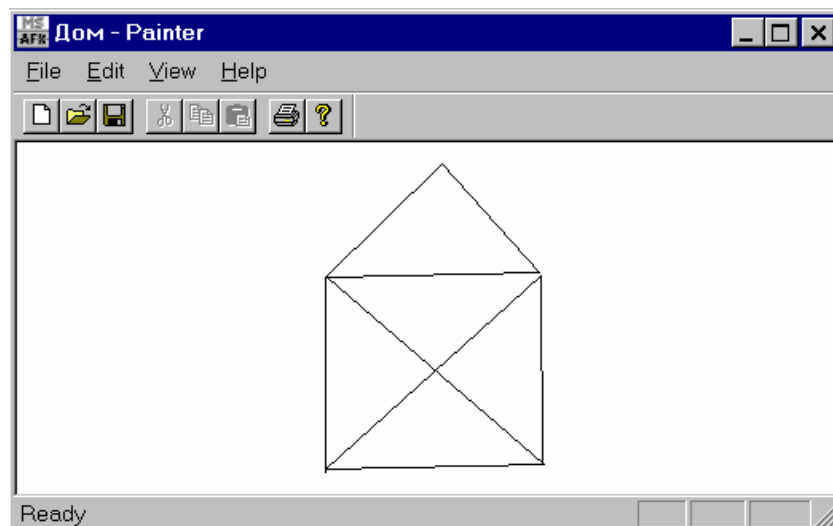 MS
AFX
Дом - Painter
File Edit View Help
Ready